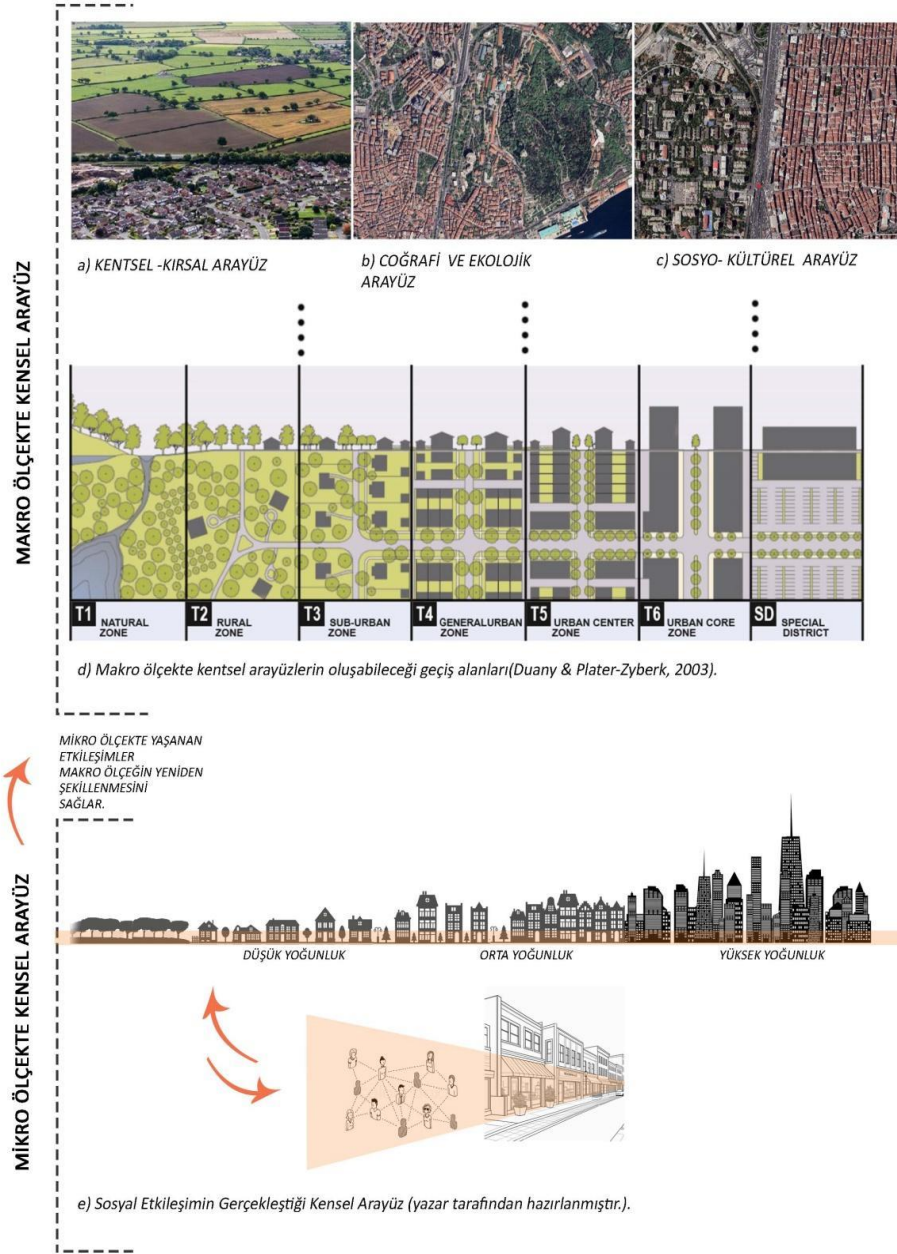 MAKRO ÖLÇEKTE KENSEL ARAYÜZ
a) KENTSEL -KIRSAL ARAYÜZ
b) COĞRAFİ VE EKOLOJİK
ARAYÜZ
c) SOSYO- KÜLTÜREL ARAYÜZ
T1 NATURAL
ZONE
T2 RURAL
ZONE
T3 SUB-URBAN
ZONE
T4 GENERALURBAN
ZONE
T5 URBAN CENTER
ZONE
T6 URBAN CORE
ZONE
SD SPECIAL
DISTRICT
d) Makro ölçekte kentsel arayüzlerin oluşabileceği geçiş alanları(Duany & Plater-Zyberk, 2003).
MİKRO ÖLÇEKTE YAŞANAN
ETKİLEŞİMLER
MAKRO ÖLÇEĞİN YENİDEN
ŞEKİLLENMESİNİ
SAĞLAR.
MİKRO ÖLÇEKTE KENSEL ARAYÜZ
DÜŞÜK YOĞUNLUK
ORTA YOĞUNLUK
YÜKSEK YOĞUNLUK
e) Sosyal Etkileşimin Gerçekleştiği Kensel Arayüz (yazar tarafından hazırlanmıştır.).